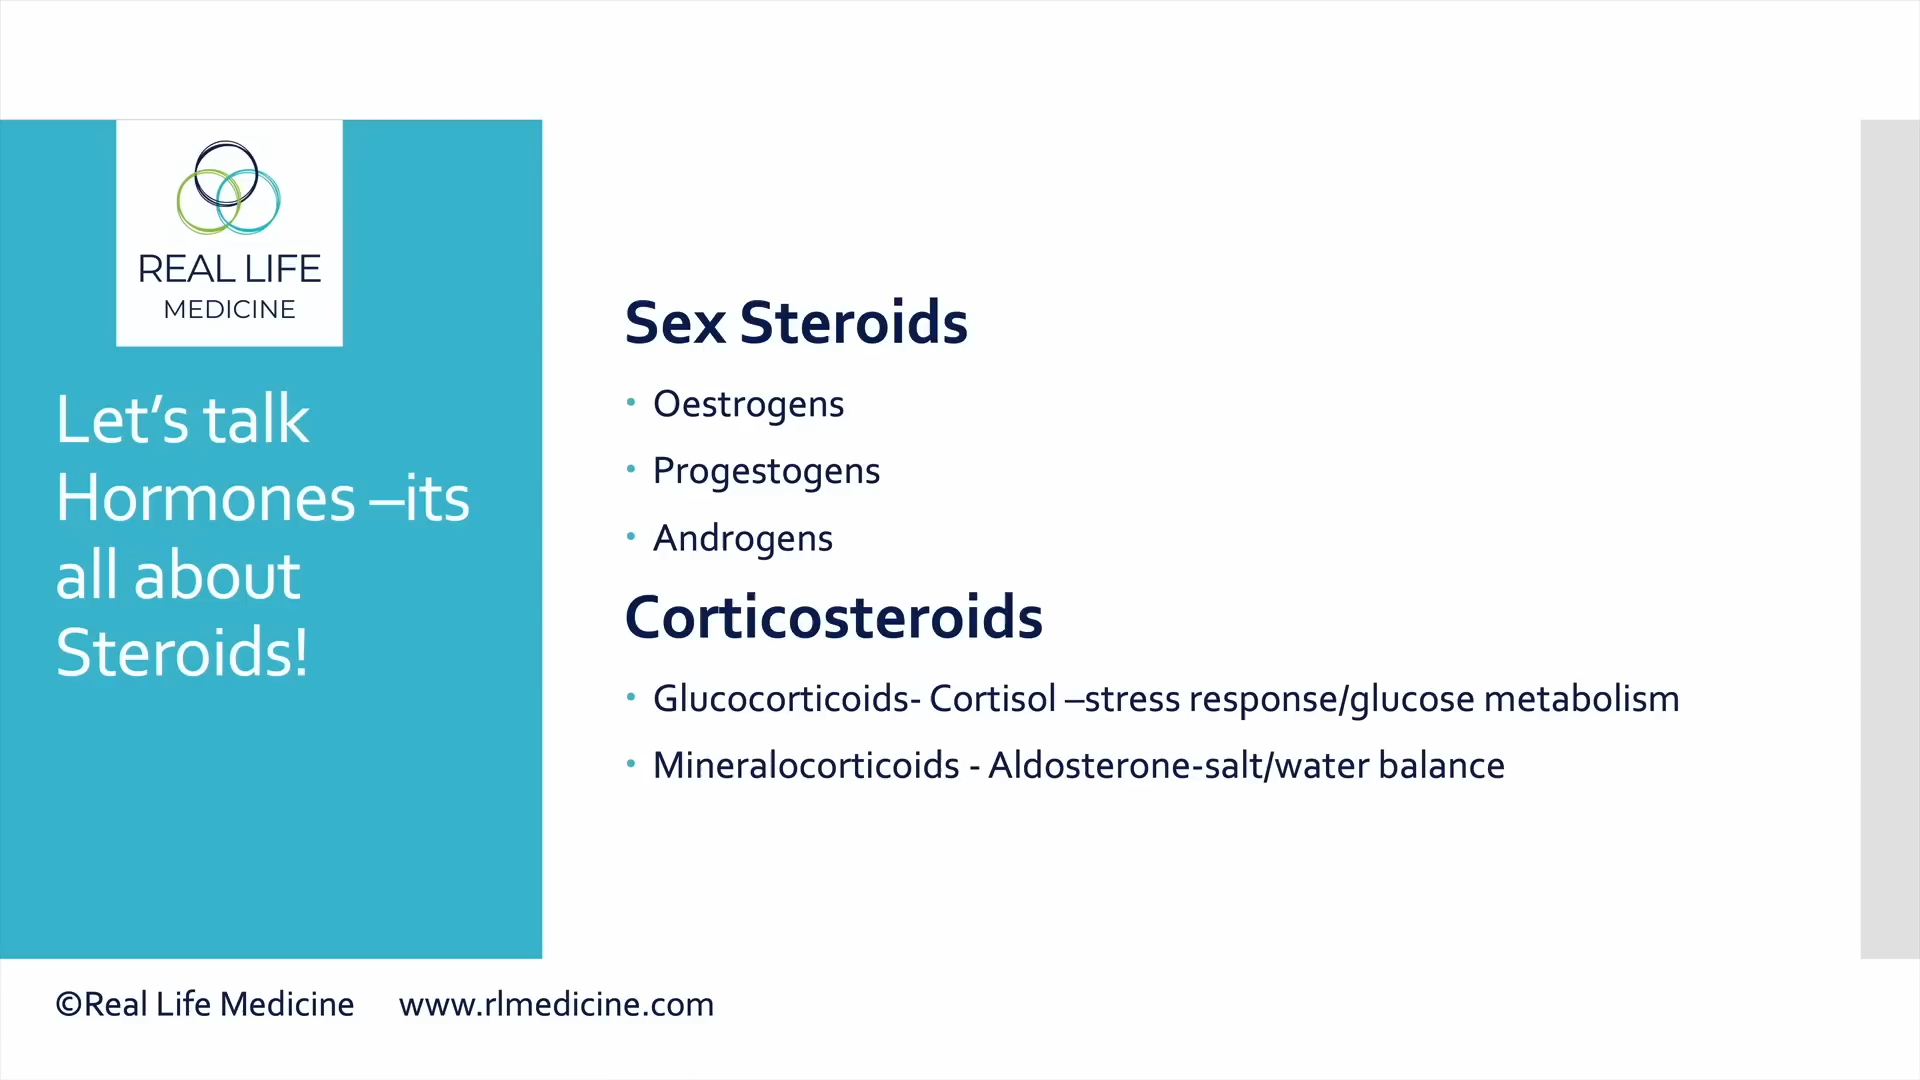 REAL LIFE
MEDICINE
Let’s talk
Hormones –its
all about
Steroids!
Sex Steroids
• Oestrogens
• Progestogens
• Androgens
Corticosteroids
• Glucocorticoids- Cortisol –stress response/glucose metabolism
• Mineralocorticoids - Aldosterone-salt/water balance
©Real Life Medicine www.rlmedicine.com